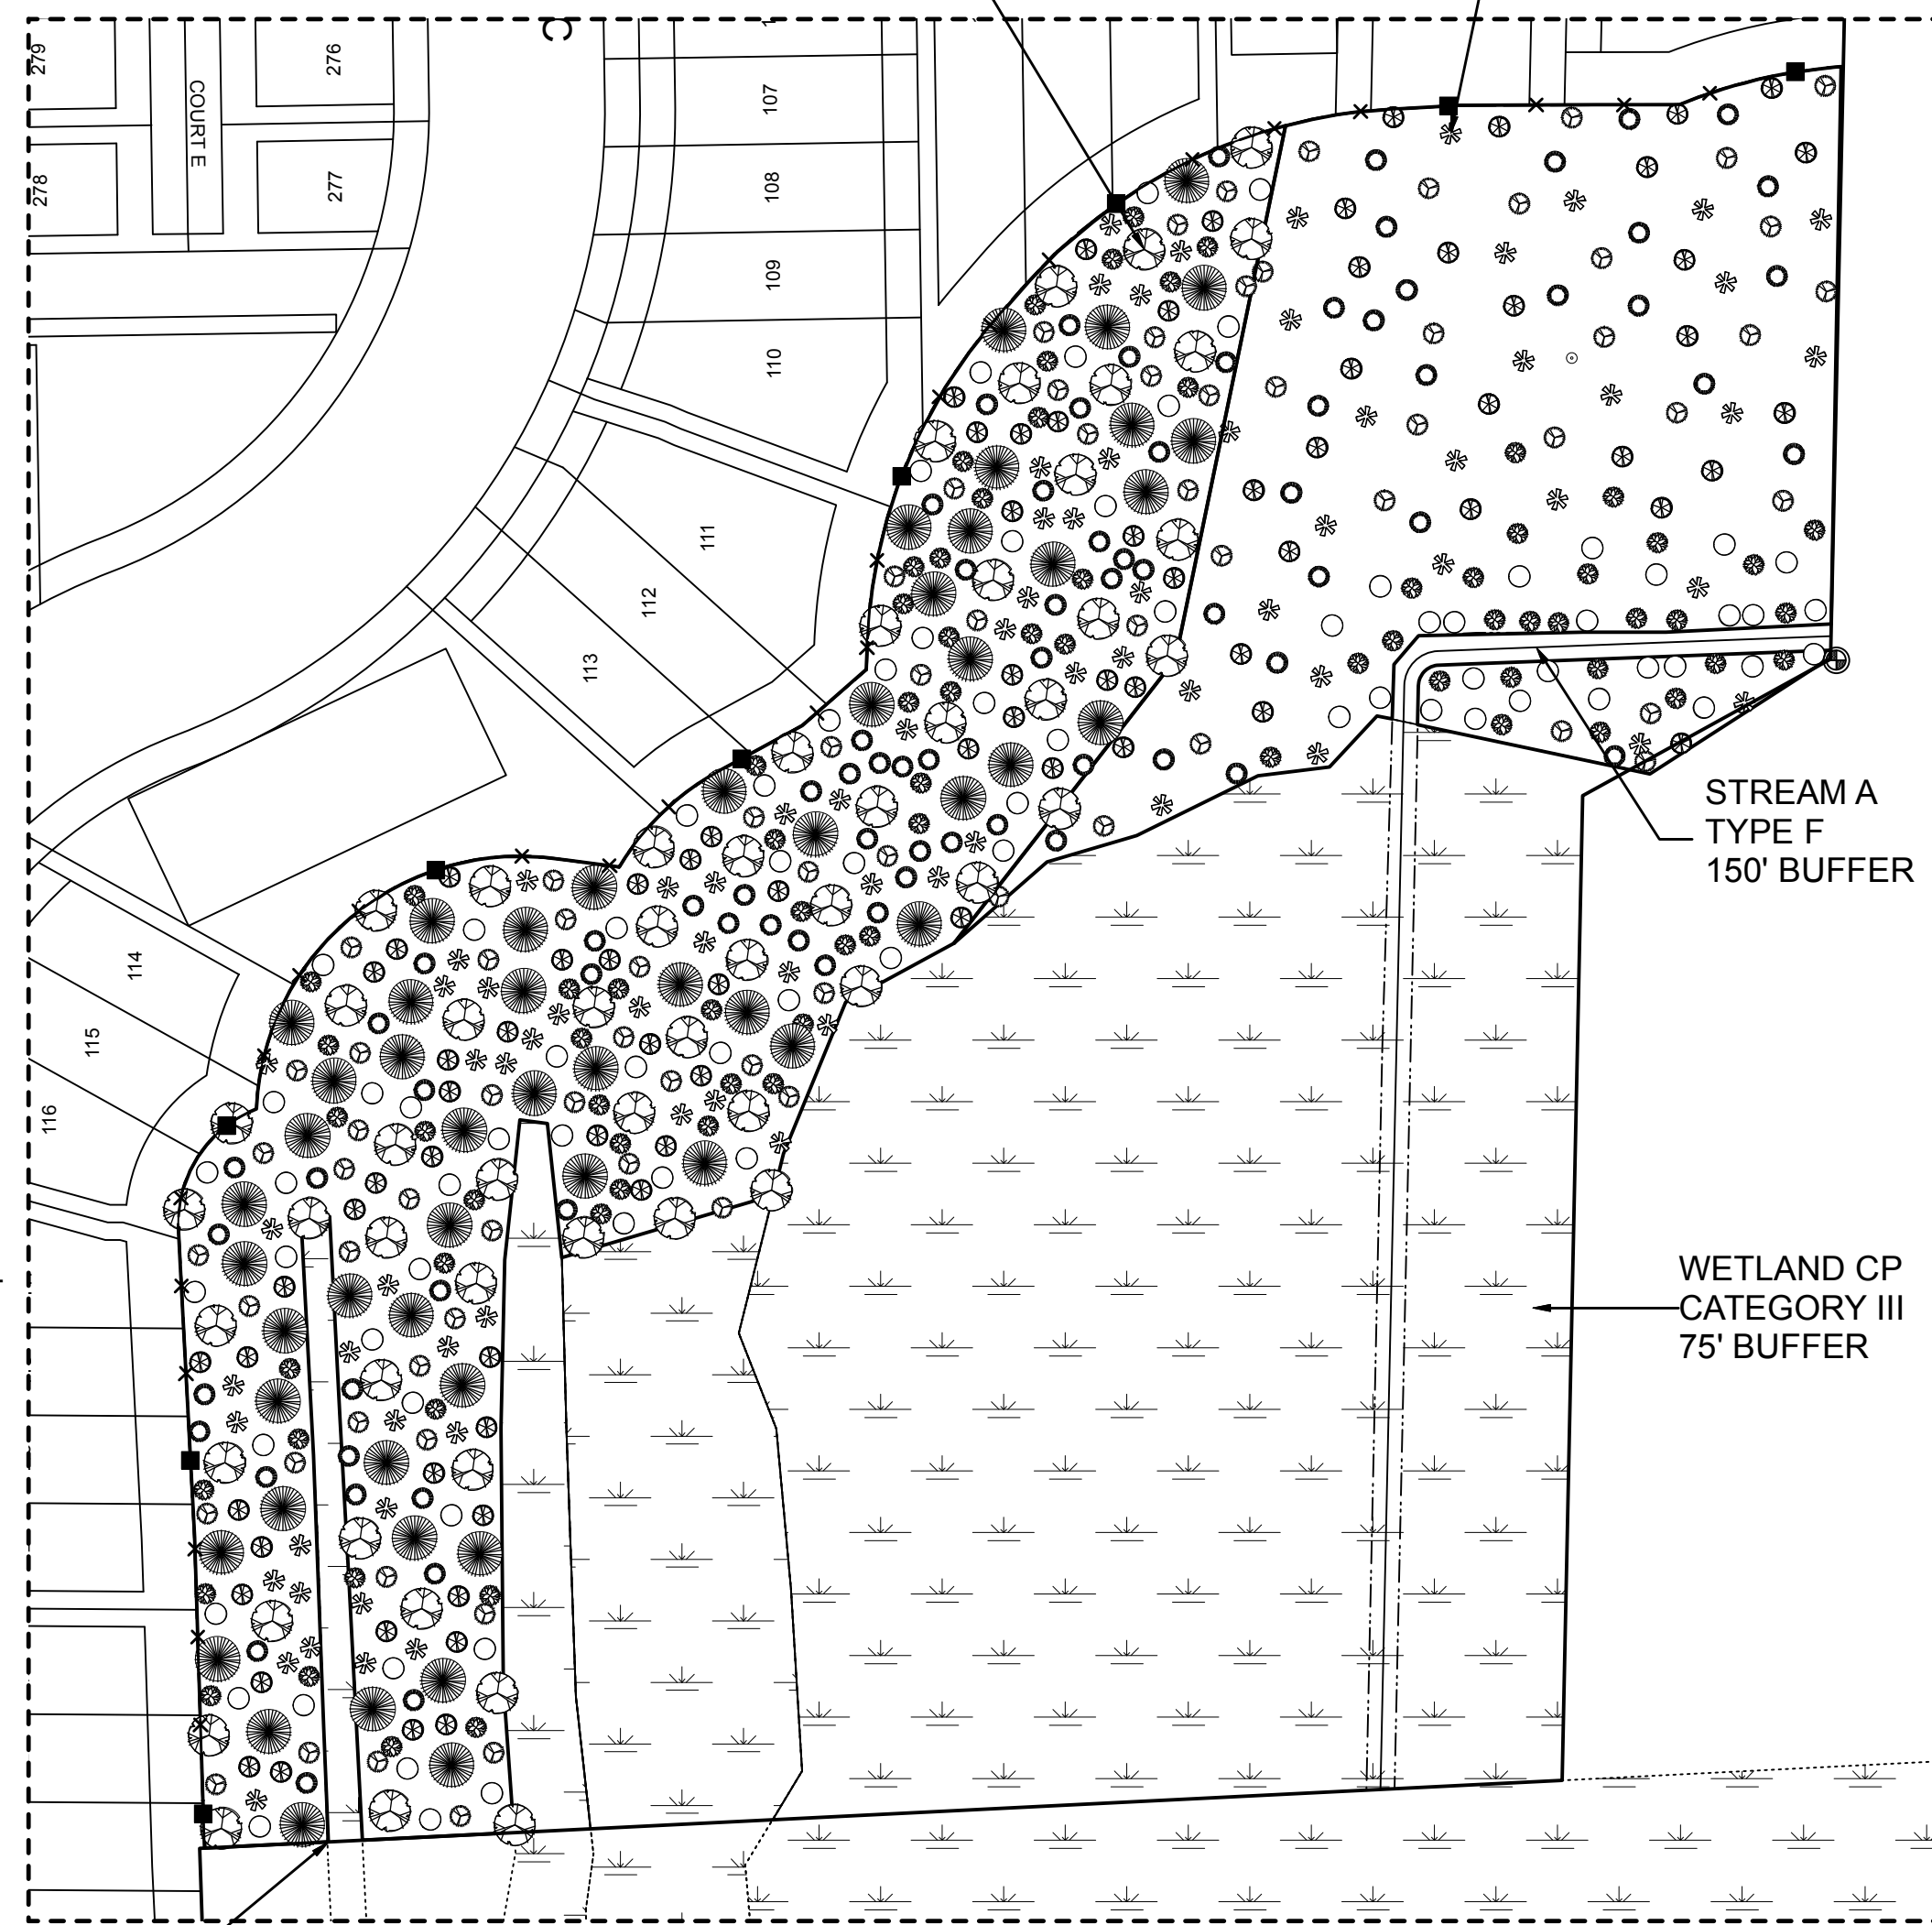 C
279
COURT E
276
278
277
107
108
109
110
111
112
113
114
115
116
STREAM A
TYPE F
150' BUFFER
WETLAND CP
CATEGORY III
75' BUFFER